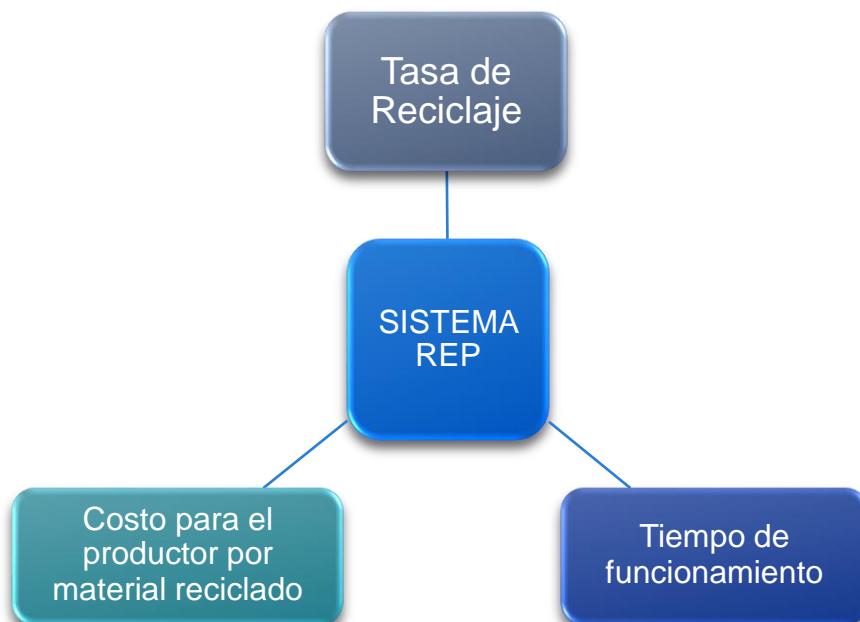 Tasa de
Reciclaje
SISTEMA
REP
Costo para el
productor por
material reciclado
Tiempo de
funcionamiento